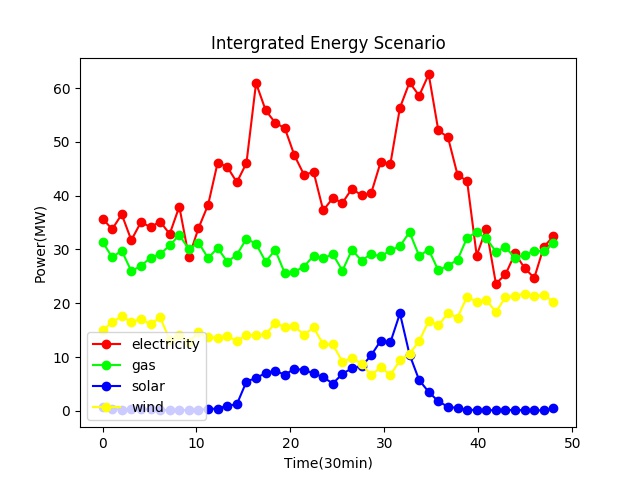 Intergrated Energy Scenario
Power(MW)
60
50
40
30
20
10
0
electricity
gas
solar
wind
0 10 20 30 40 50
Time(30min)